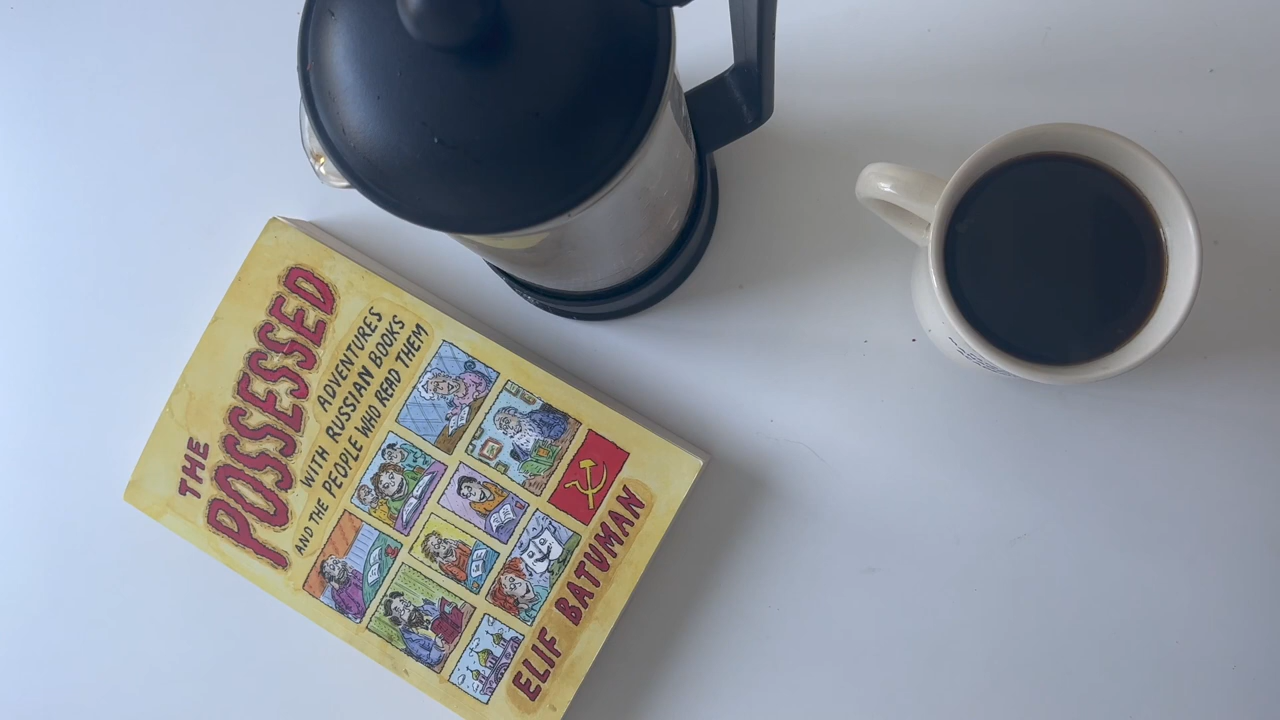 THE
POSSESSED
ADVENTURES
WITH RUSSIAN BOOKS
AND THE PEOPLE WHO READ THEM
ELIF BATUMAN